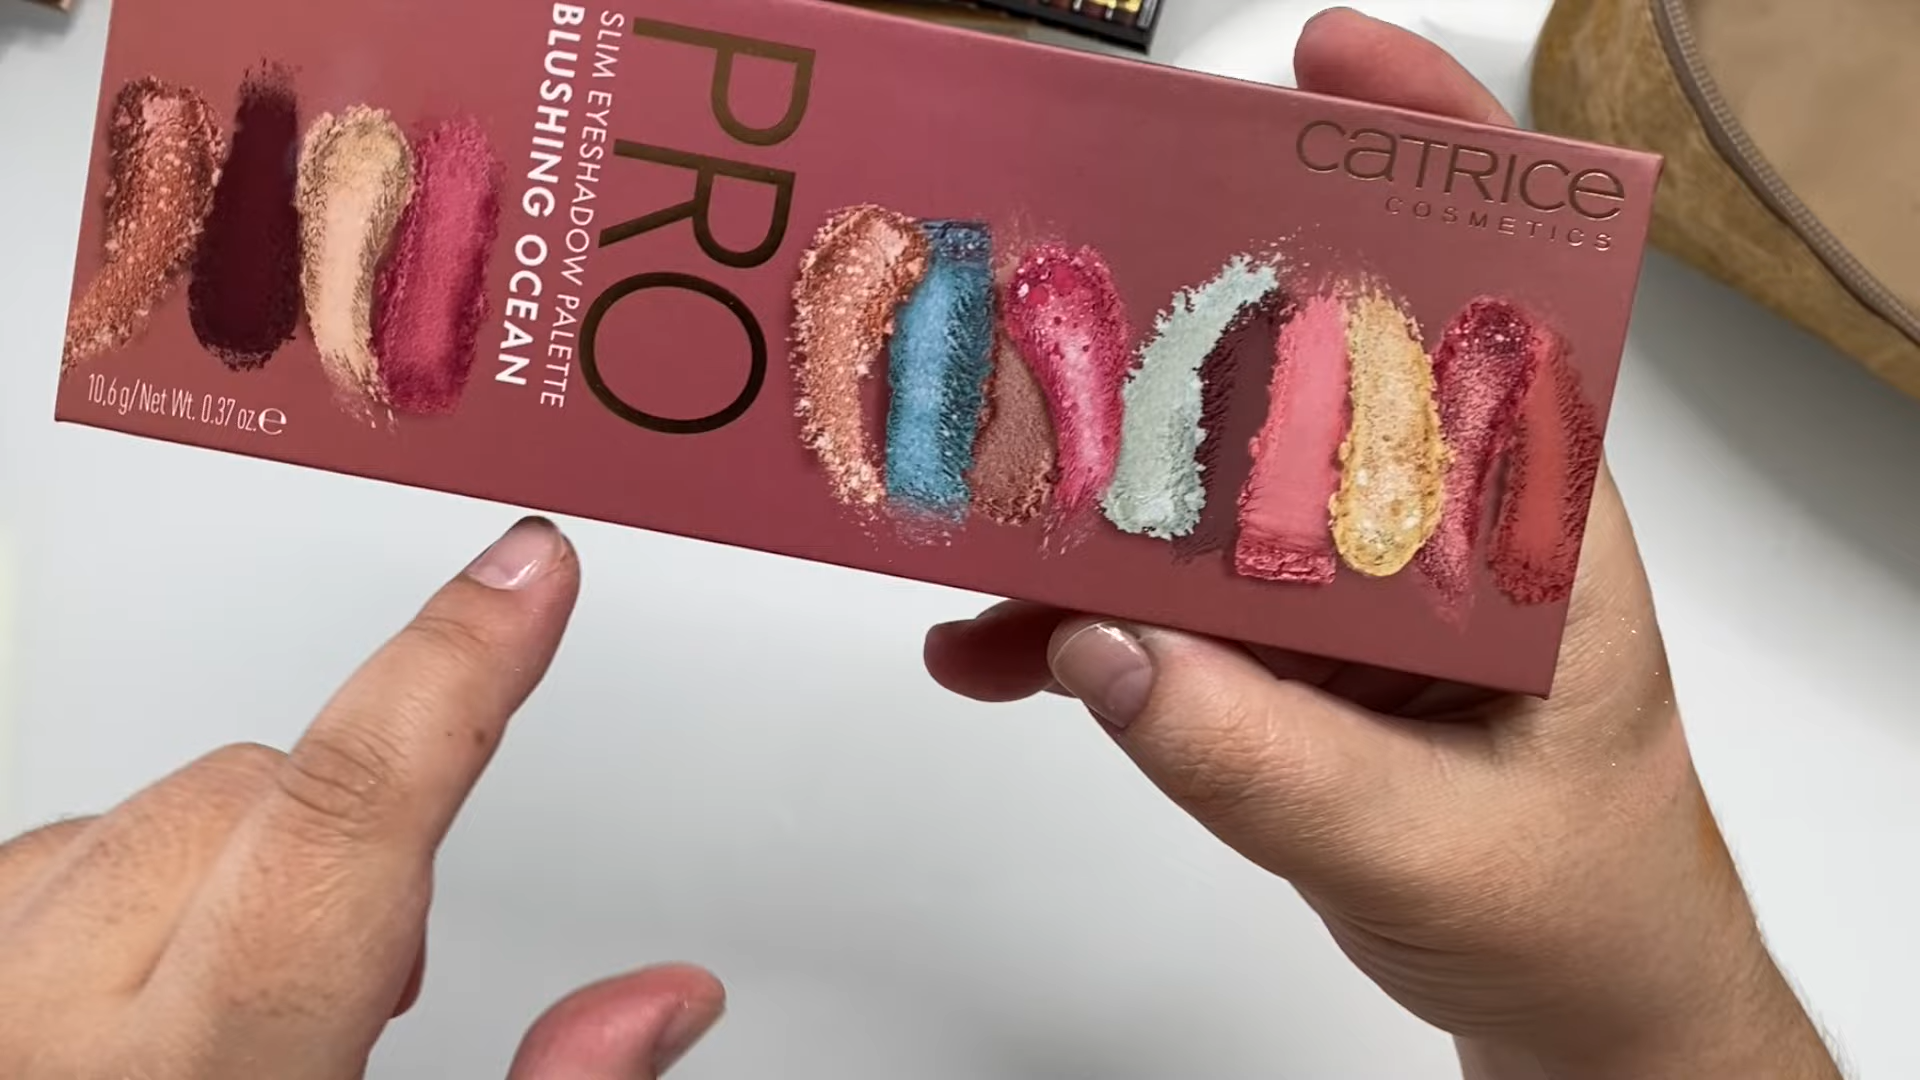 CATRICE
COSMETICS
PRO
SLIM EYESHADOW PALETTE
BLUSHING OCEAN
10,6 g/Net Wt. 0.37 oz.℮